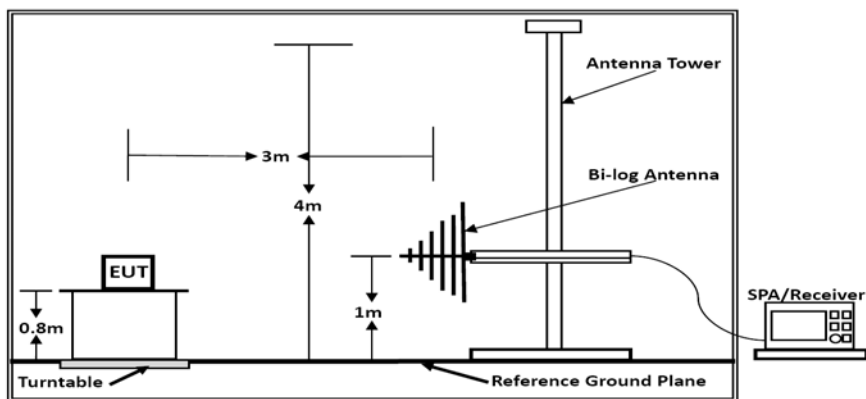 Antenna Tower
3m
Bi-log Antenna
4m
EUT
SPA/Receiver
0.8m
1m
Turntable
Reference Ground Plane